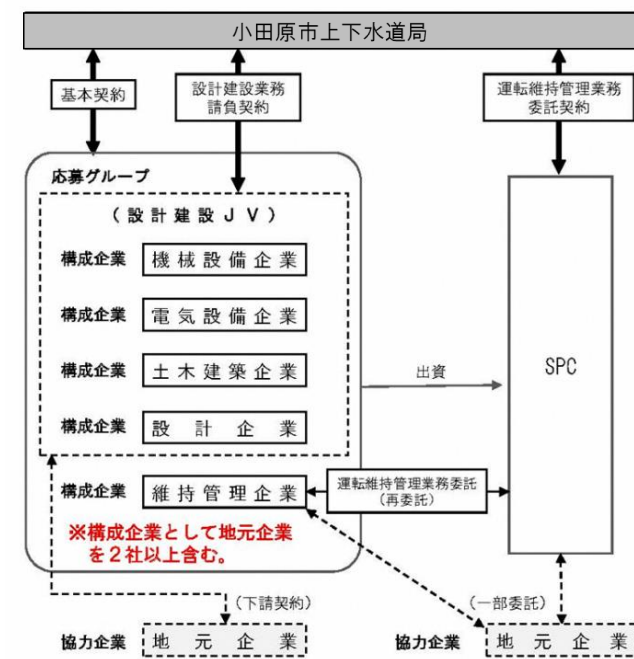 小田原市上下水道局
基本契約
設計建設業務
請負契約
運転維持管理業務
委託契約
応募グループ
(設計建設JV)
構成企業 機械設備企業
構成企業 電気設備企業
構成企業 土木建築企業
構成企業 設計企業
出資
SPC
構成企業 維持管理企業
運転維持管理業務委託
(再委託)
※構成企業として地元企業
を2社以上含む。
(下請契約)
(一部委託)
協力企業 地元企業
協力企業 地元企業